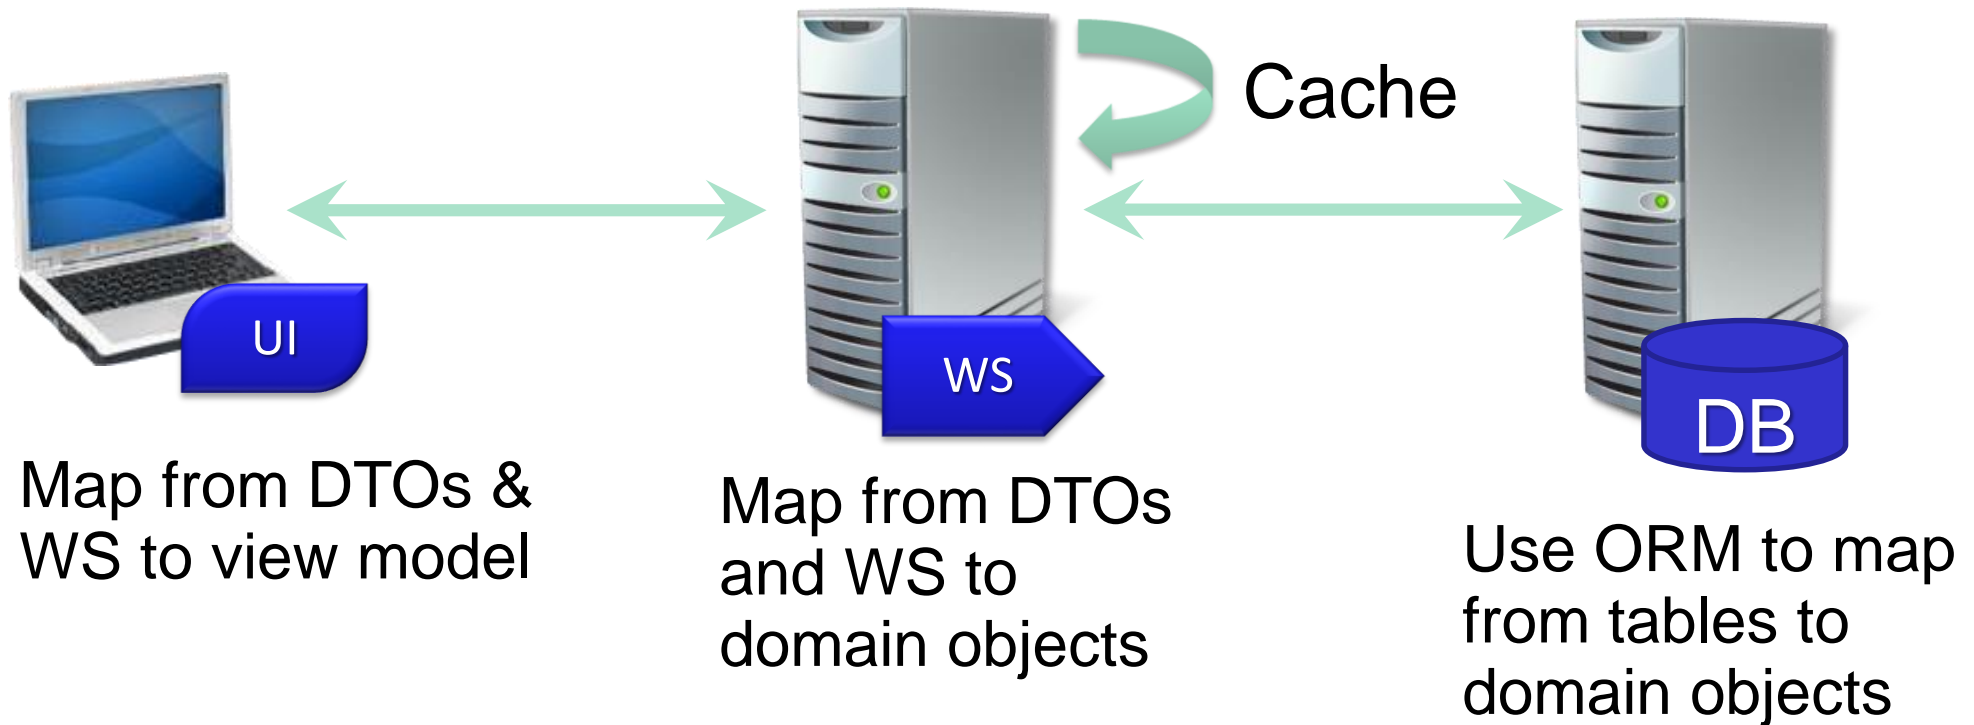 Cache
UI
WS
DB
Map from DTOs &
WS to view model
Map from DTOs
and WS to
domain objects
Use ORM to map
from tables to
domain objects